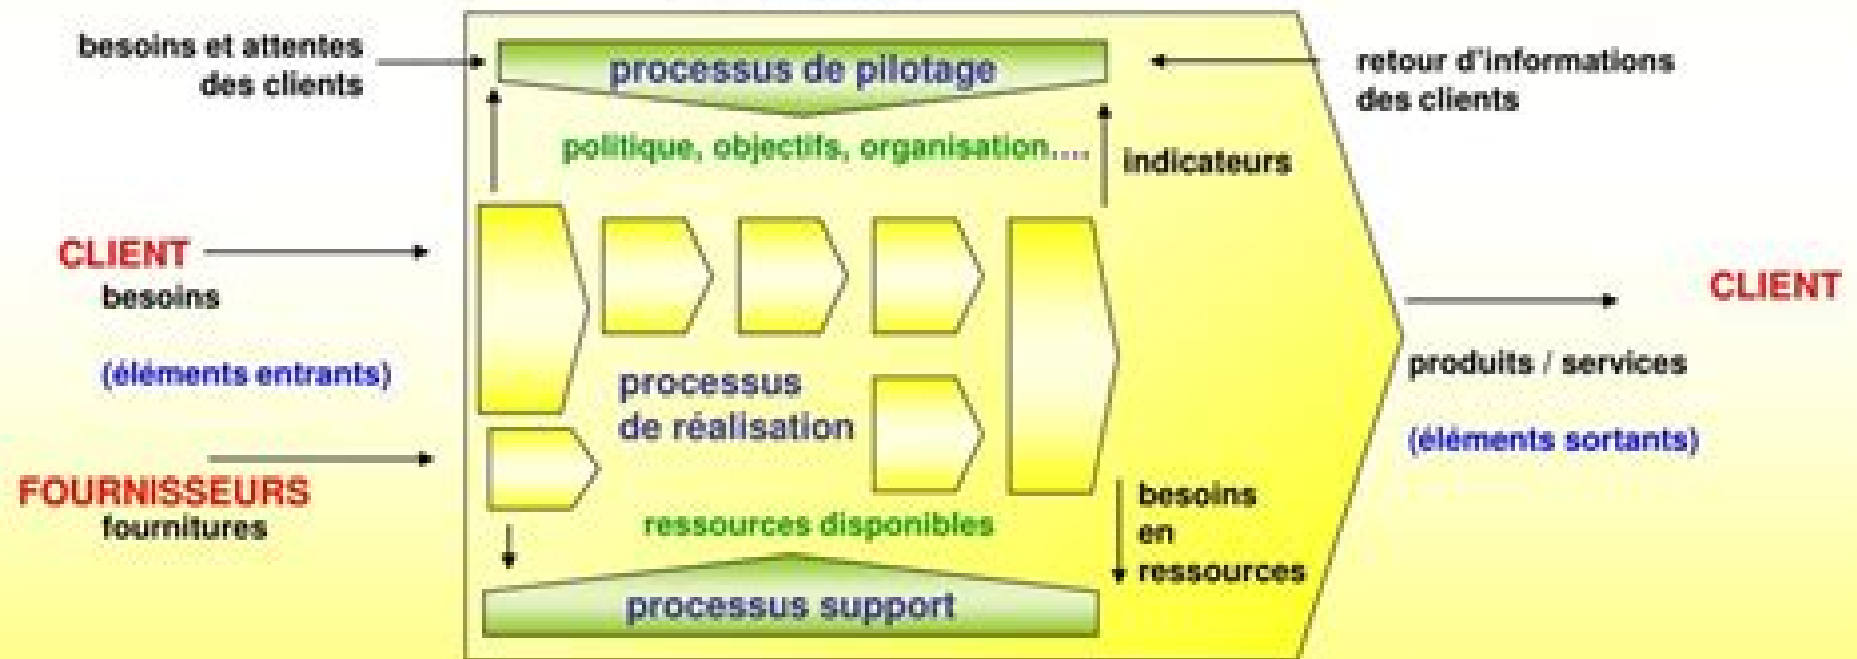 besoins et attentes
des clients
processus de pilotage
retour d'informations
des clients
politique, objectifs, organisation....
indicateurs
CLIENT
besoins
(éléments entrants)
FOURNISSEURS
fournitures
processus
de réalisation
ressources disponibles
besoins
en
ressources
processus support
CLIENT
produits / services
(éléments sortants)